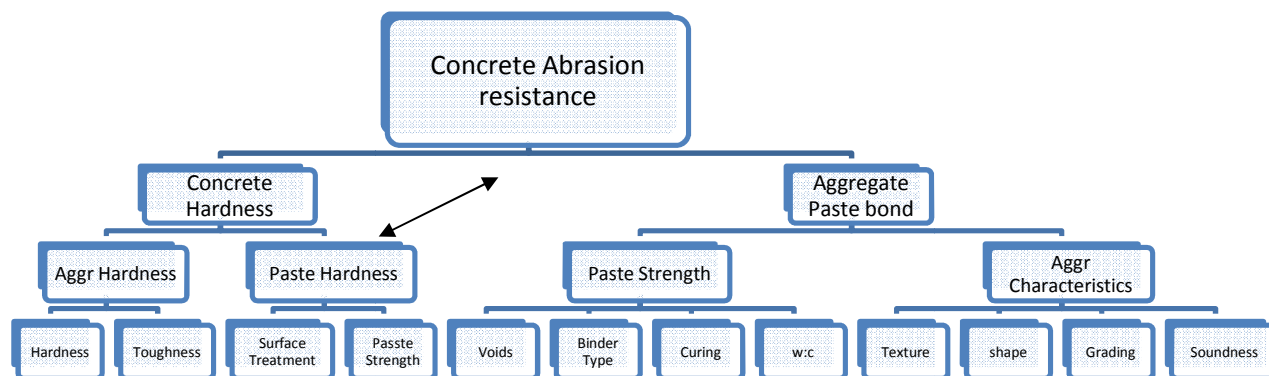 Concrete Abrasion
resistance
Concrete
Hardness
Aggregate
Paste bond
Aggr Hardness
Paste Hardness
Paste Strength
Aggr
Characteristics
Hardness
Toughness
Surface
Treatment
Passte
Strength
Voids
Binder
Type
Curing
w:c
Texture
shape
Grading
Soundness